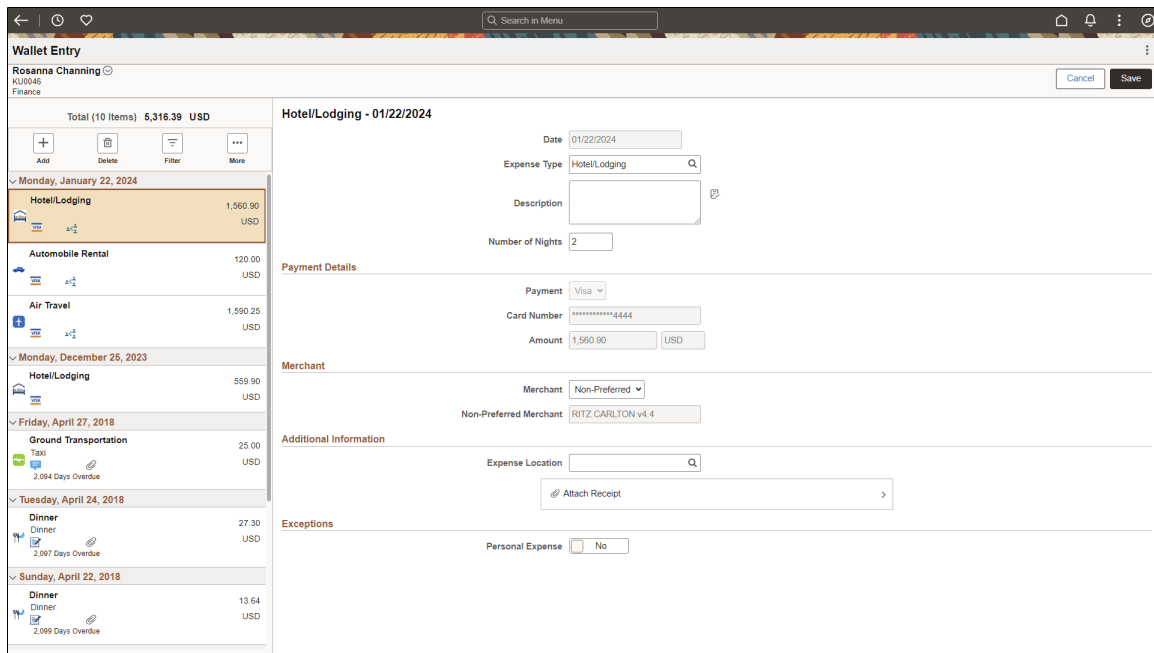 Search in Menu
Wallet Entry
Rosanna Channing
KU0046
Finance
Cancel
Save
Total (10 Items) 5,316.39 USD
Add
Delete
Filter
More
Monday, January 22, 2024
Hotel/Lodging
1,560.90
USD
VISA
Automobile Rental
120.00
USD
VISA
Air Travel
1,590.25
USD
VISA
Monday, December 25, 2023
Hotel/Lodging
559.90
USD
VISA
Friday, April 27, 2018
Ground Transportation
25.00
Taxi
USD
2,094 Days Overdue
Tuesday, April 24, 2018
Dinner
27.30
Dinner
USD
2,097 Days Overdue
Sunday, April 22, 2018
Dinner
13.64
Dinner
USD
2,099 Days Overdue
Hotel/Lodging - 01/22/2024
Date 01/22/2024
Expense Type Hotel/Lodging
Description
Number of Nights 2
Payment Details
Payment Visa
Card Number ************4444
Amount 1,560.90 USD
Merchant
Merchant Non-Preferred
Non-Preferred Merchant RITZ CARLTON v4.4
Additional Information
Expense Location
Attach Receipt
Exceptions
Personal Expense No